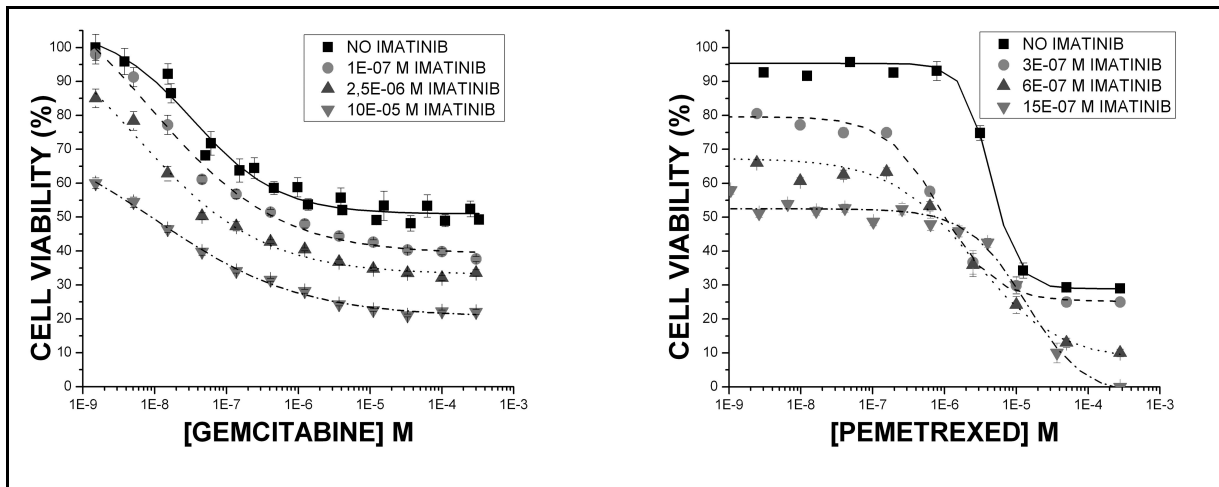 NO IMATINIB
1E-07 M IMATINIB
2,5E-06 M IMATINIB
10E-05 M IMATINIB
CELL VIABILITY (%)
100
90
80
70
60
50
40
30
20
10
0
1E-9 1E-8 1E-7 1E-6 1E-5 1E-4 1E-3
[GEMCITABINE] M
NO IMATINIB
3E-07 M IMATINIB
6E-07 M IMATINIB
15E-07 M IMATINIB
CELL VIABILITY (%)
100
90
80
70
60
50
40
30
20
10
0
1E-9 1E-8 1E-7 1E-6 1E-5 1E-4 1E-3
[PEMETREXED] M